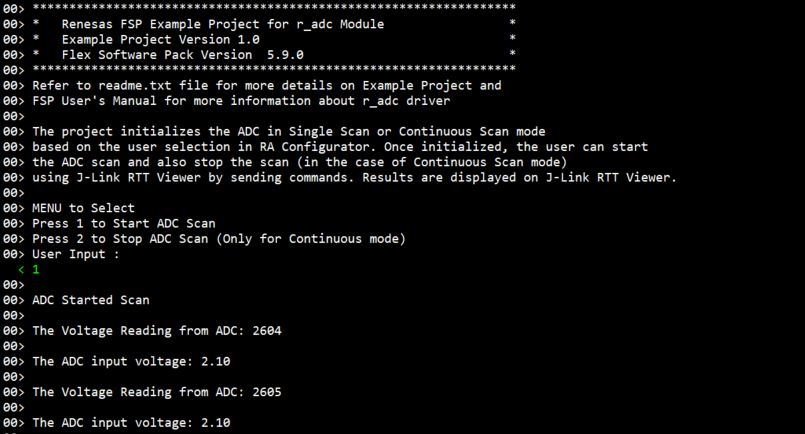 00> ***************************************************************
00> *   Renesas FSP Example Project for r_adc Module                *
00> *   Example Project Version 1.0                                 *
00> *   Flex Software Pack Version  5.9.0                           *
00> ***************************************************************
00> Refer to readme.txt file for more details on Example Project and
00> FSP User's Manual for more information about r_adc driver
00>
00> The project initializes the ADC in Single Scan or Continuous Scan mode
00> based on the user selection in RA Configurator. Once initialized, the user can start
00> the ADC scan and also stop the scan (in the case of Continuous Scan mode)
00> using J-Link RTT Viewer by sending commands. Results are displayed on J-Link RTT Viewer.
00>
00> MENU to Select
00> Press 1 to Start ADC Scan
00> Press 2 to Stop ADC Scan (Only for Continuous mode)
00> User Input :
< 1
00>
00> ADC Started Scan
00>
00> The Voltage Reading from ADC: 2604
00>
00> The ADC input voltage: 2.10
00>
00> The Voltage Reading from ADC: 2605
00>
00> The ADC input voltage: 2.10